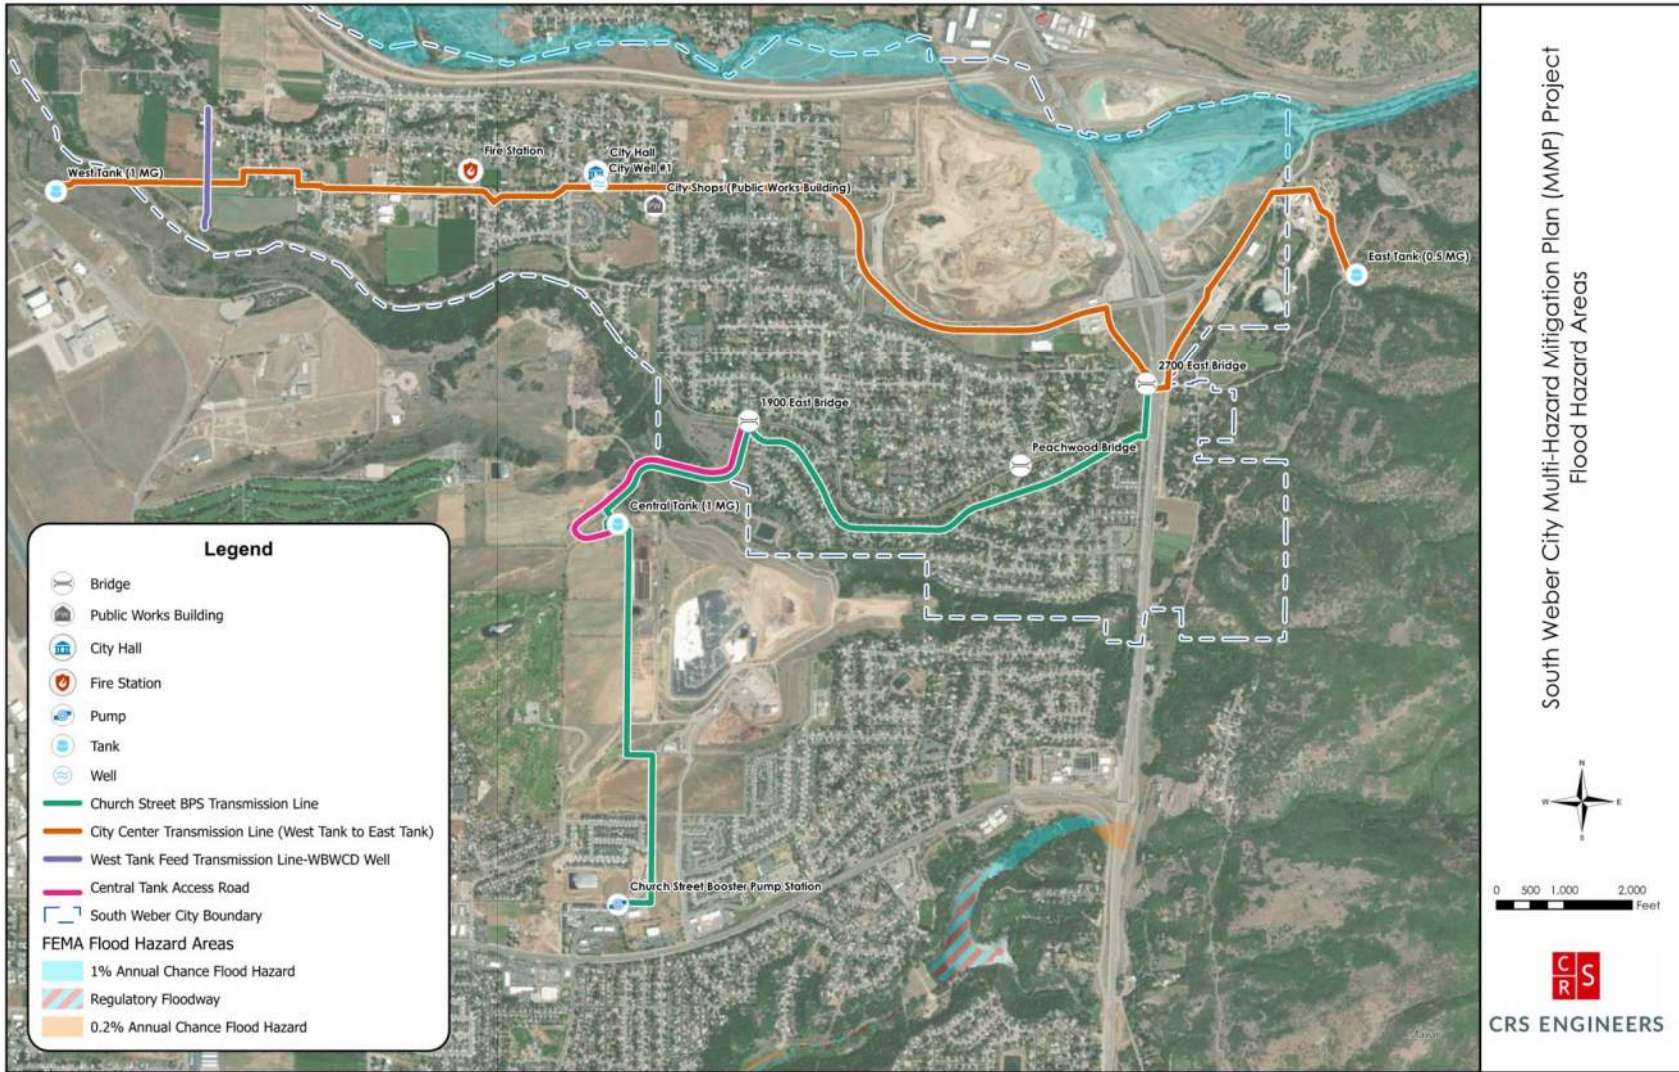 West Tank (1 MG)
Fire Station
City Hall
City Well #1
City Shops (Public Works Building)
East Tank (0.5 MG)
2700 East Bridge
1900 East Bridge
Peachwood Bridge
Central Tank (1 MG)
Church Street Booster Pump Station
Legend
Bridge
Public Works Building
City Hall
Fire Station
Pump
Tank
Well
Church Street BPS Transmission Line
City Center Transmission Line (West Tank to East Tank)
West Tank Feed Transmission Line-WBWCD Well
Central Tank Access Road
South Weber City Boundary
FEMA Flood Hazard Areas
1% Annual Chance Flood Hazard
Regulatory Floodway
0.2% Annual Chance Flood Hazard
South Weber City Multi-Hazard Mitigation Plan (MMP) Project
Flood Hazard Areas
N
W E
S
0 500 1,000 2,000
Feet
C
R S
CRS ENGINEERS